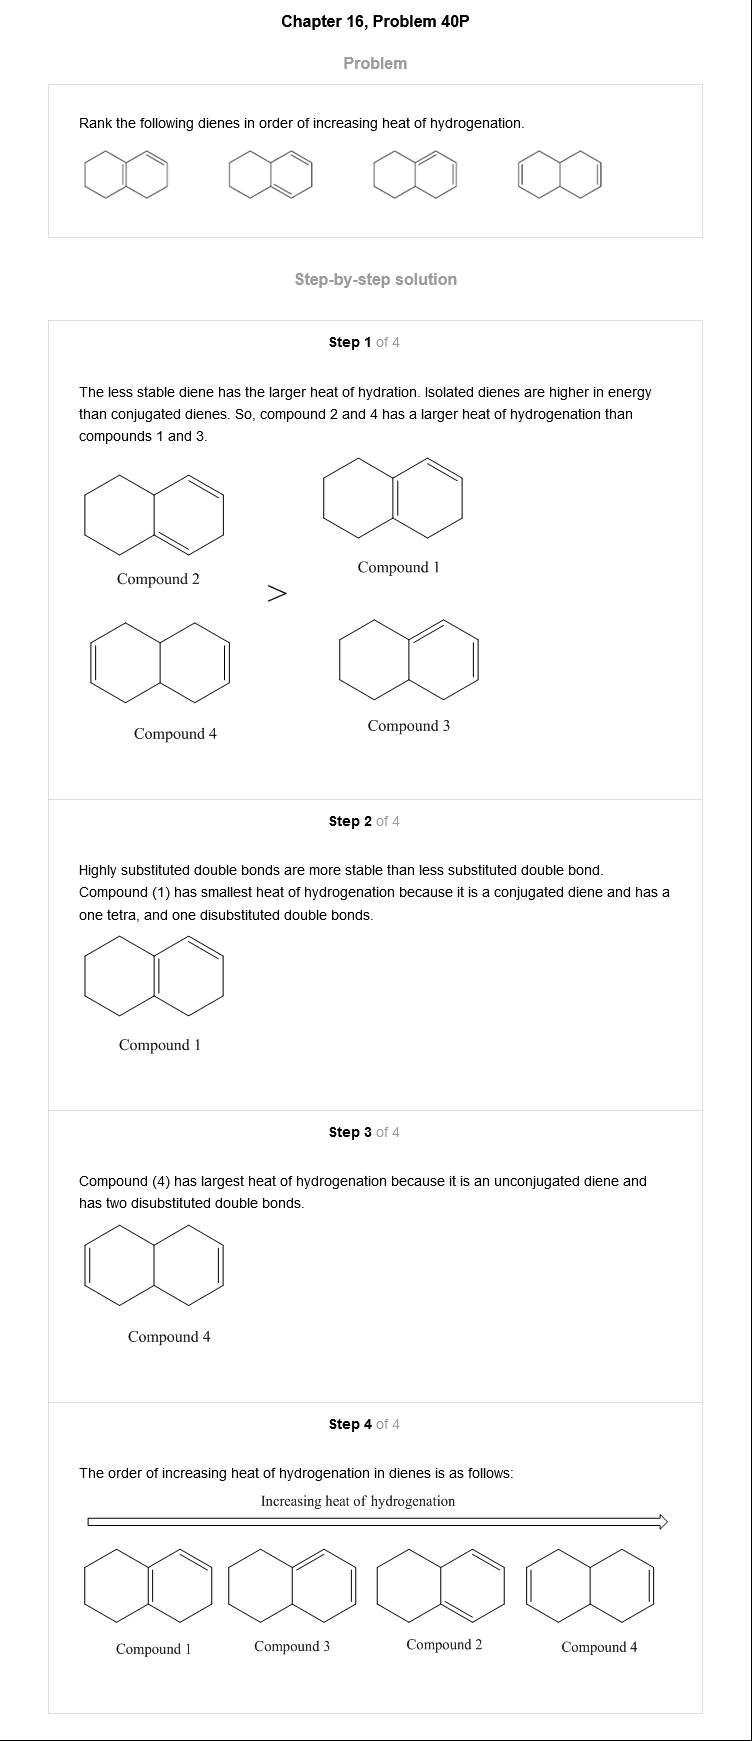 Chapter 16, Problem 40P
Problem
Rank the following dienes in order of increasing heat of hydrogenation.
Step-by-step solution
Step 1 of 4
The less stable diene has the larger heat of hydration. Isolated dienes are higher in energy
than conjugated dienes. So, compound 2 and 4 has a larger heat of hydrogenation than
compounds 1 and 3.
Compound 2
Compound 1
>
Compound 4
Compound 3
Step 2 of 4
Highly substituted double bonds are more stable than less substituted double bond.
Compound (1) has smallest heat of hydrogenation because it is a conjugated diene and has a
one tetra, and one disubstituted double bonds.
Compound 1
Step 3 of 4
Compound (4) has largest heat of hydrogenation because it is an unconjugated diene and
has two disubstituted double bonds.
Compound 4
Step 4 of 4
The order of increasing heat of hydrogenation in dienes is as follows:
Increasing heat of hydrogenation
Compound 1 Compound 3 Compound 2 Compound 4